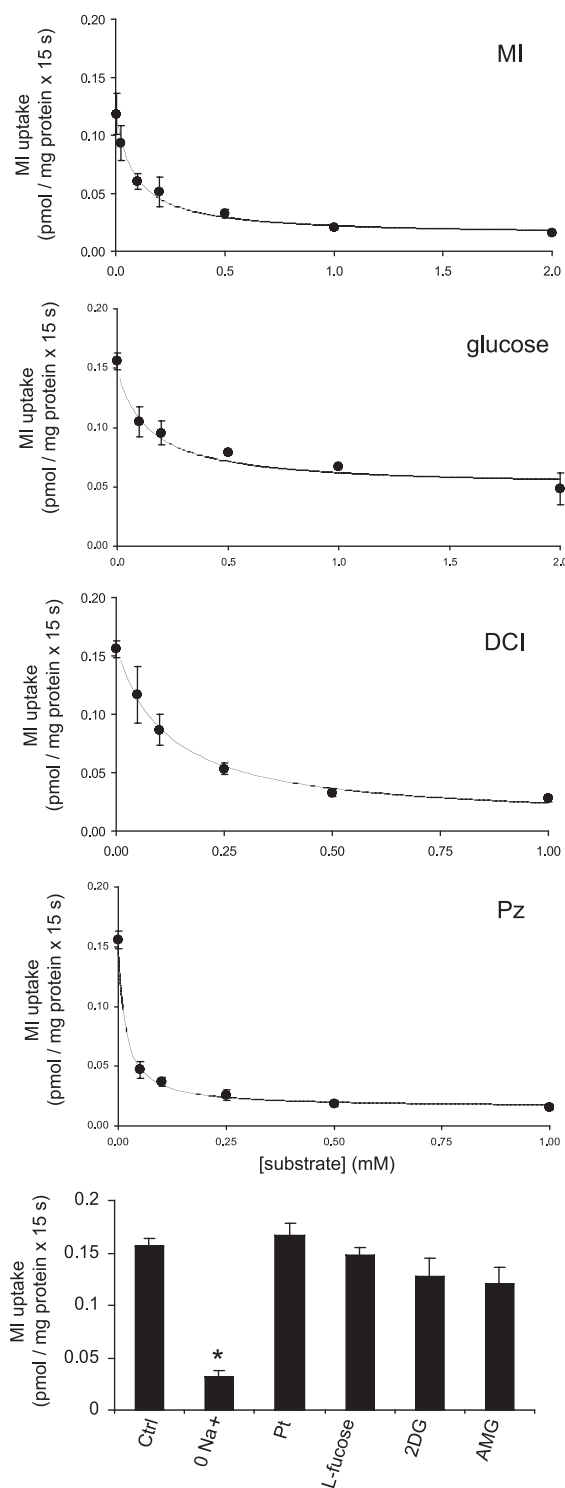 MI
MI uptake
(pmol / mg protein x 15 s)
0.20
0.15
0.10
0.05
0.00
0.0
0.5
1.0
1.5
2.0
glucose
MI uptake
(pmol / mg protein x 15 s)
0.20
0.15
0.10
0.05
0.00
0.0
0.5
1.0
1.5
2.0
DCI
MI uptake
(pmol / mg protein x 15 s)
0.20
0.15
0.10
0.05
0.00
0.00
0.25
0.50
0.75
1.00
Pz
MI uptake
(pmol / mg protein x 15 s)
0.20
0.15
0.10
0.05
0.00
0.00
0.25
0.50
0.75
1.00
[substrate] (mM)
MI uptake
(pmol / mg protein x 15 s)
0.2
0.15
0.1
0.05
0
*
Ctrl
0 Na+
Pt
L-fucose
2DG
AMG